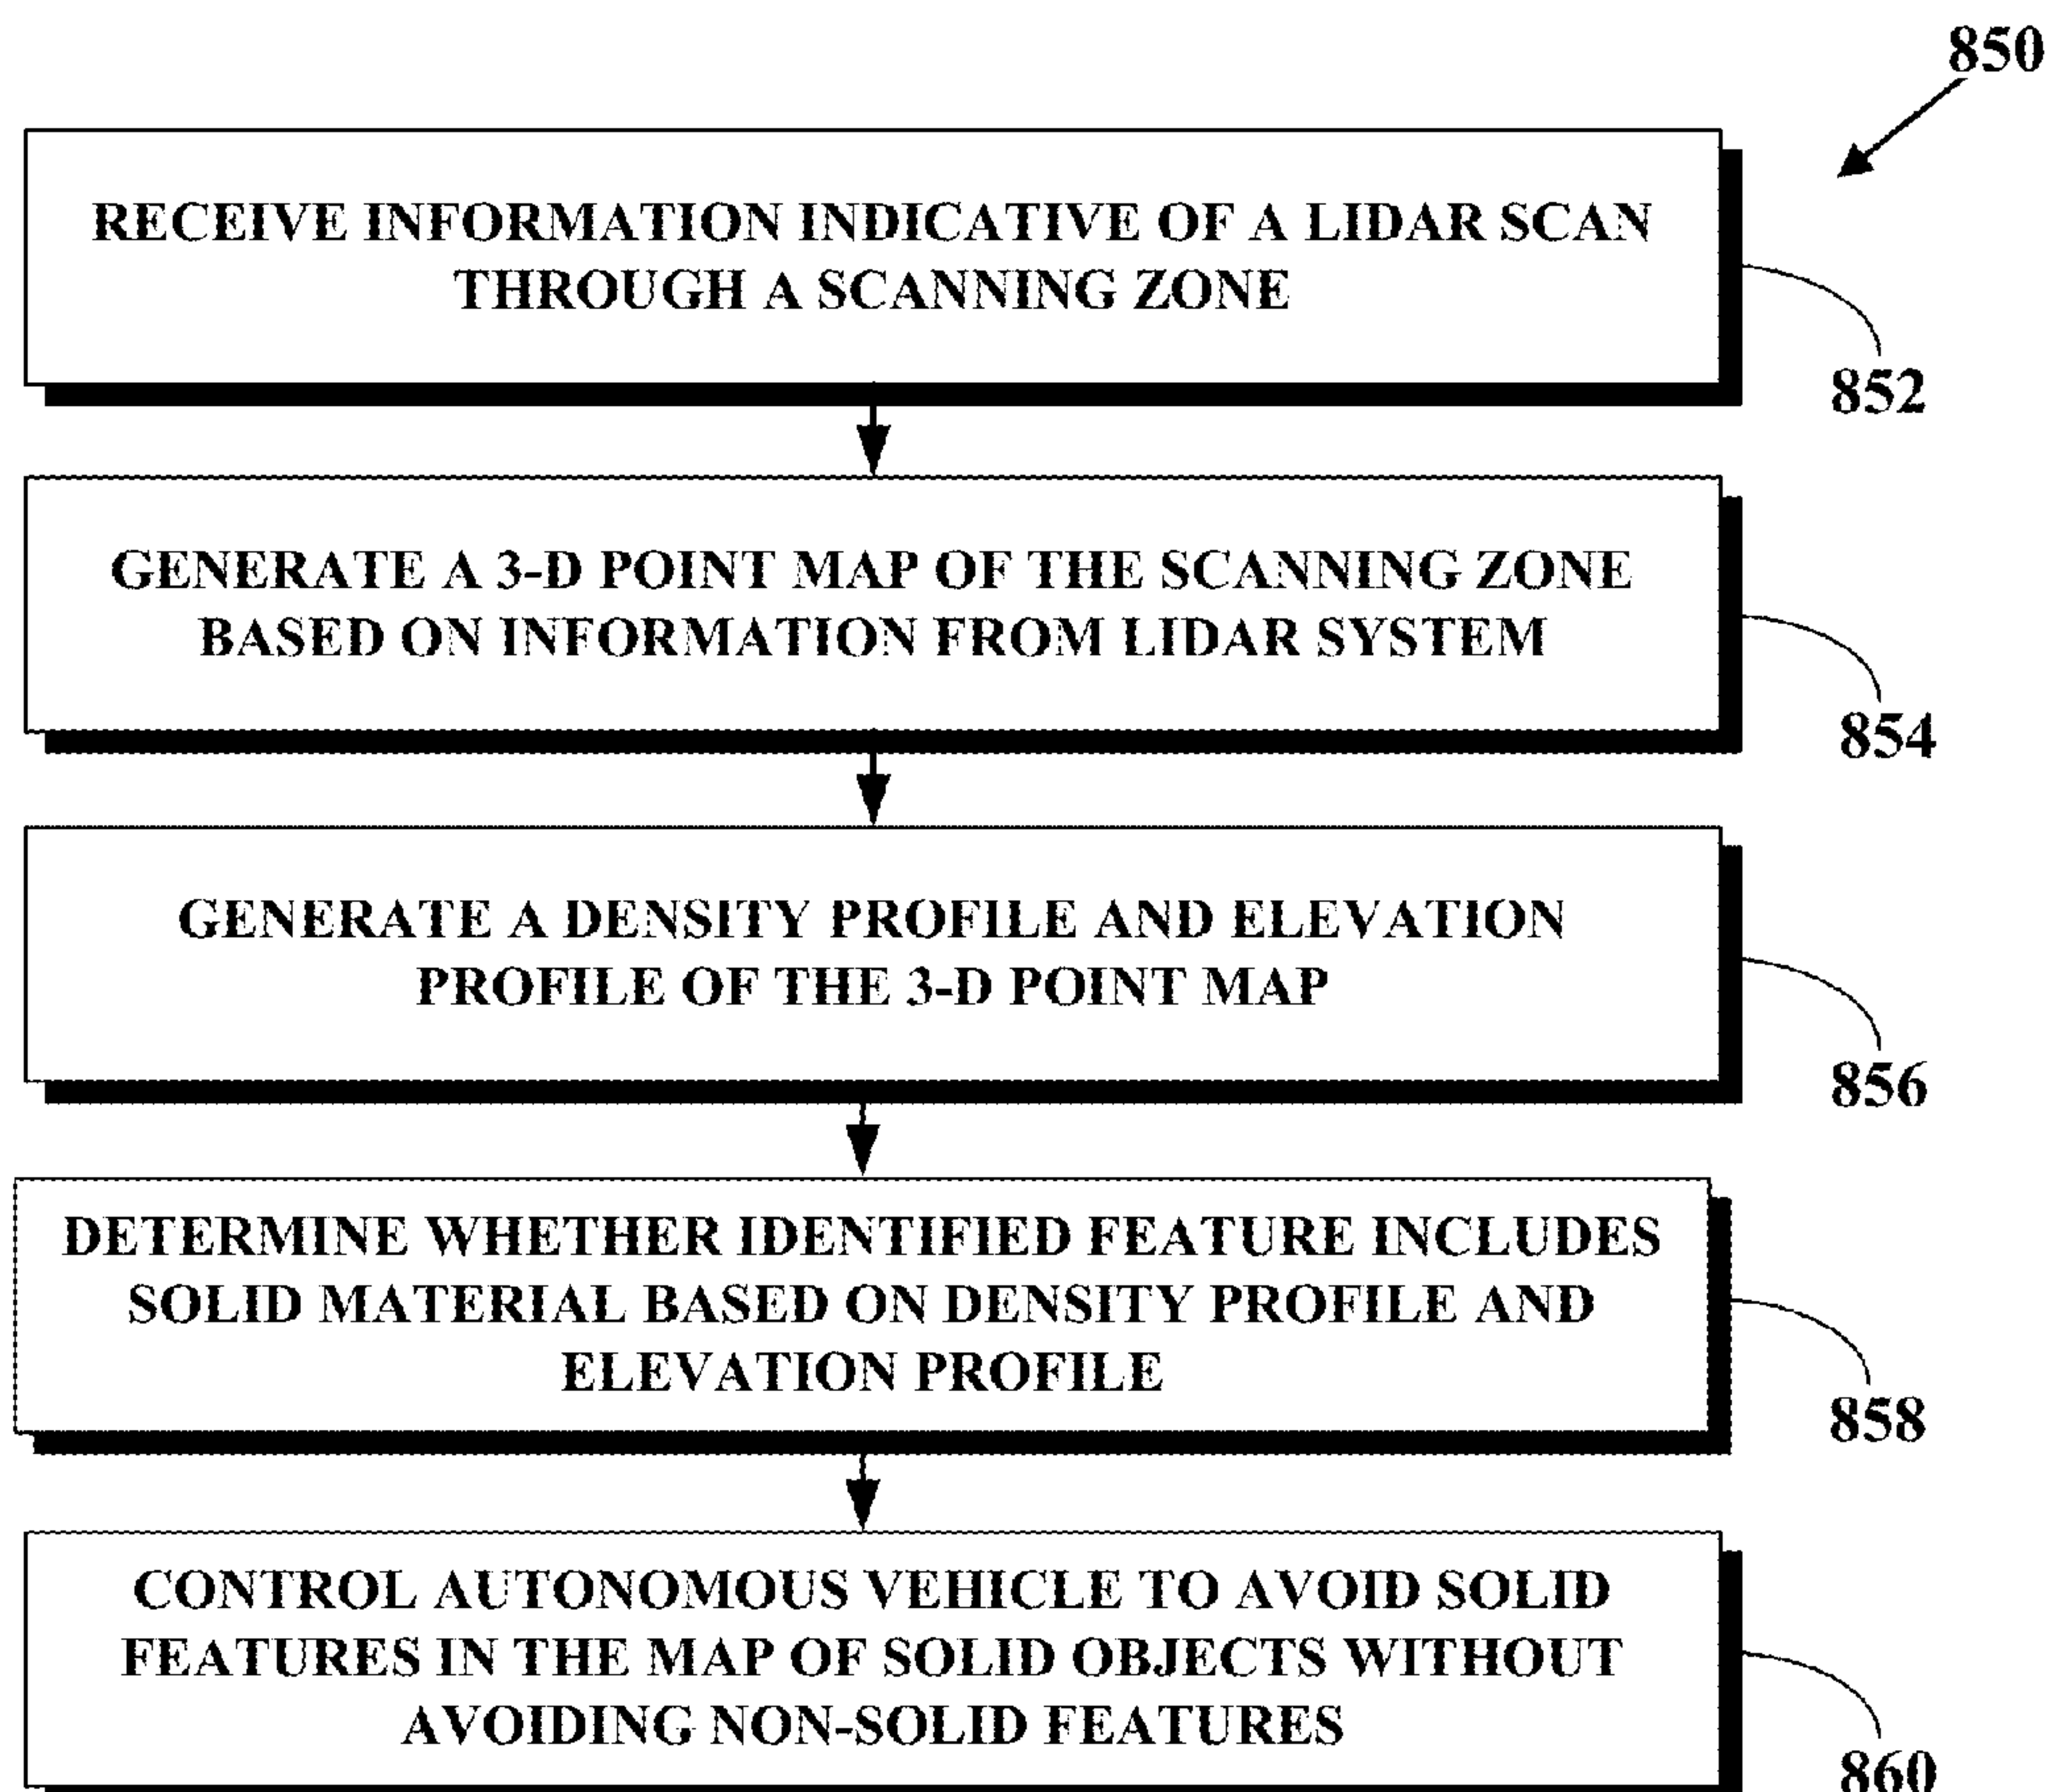 850
RECEIVE INFORMATION INDICATIVE OF A LIDAR SCAN
THROUGH A SCANNING ZONE
852
GENERATE A 3-D POINT MAP OF THE SCANNING ZONE
BASED ON INFORMATION FROM LIDAR SYSTEM
854
GENERATE A DENSITY PROFILE AND ELEVATION
PROFILE OF THE 3-D POINT MAP
856
DETERMINE WHETHER IDENTIFIED FEATURE INCLUDES
SOLID MATERIAL BASED ON DENSITY PROFILE AND
ELEVATION PROFILE
858
CONTROL AUTONOMOUS VEHICLE TO AVOID SOLID
FEATURES IN THE MAP OF SOLID OBJECTS WITHOUT
AVOIDING NON-SOLID FEATURES
860